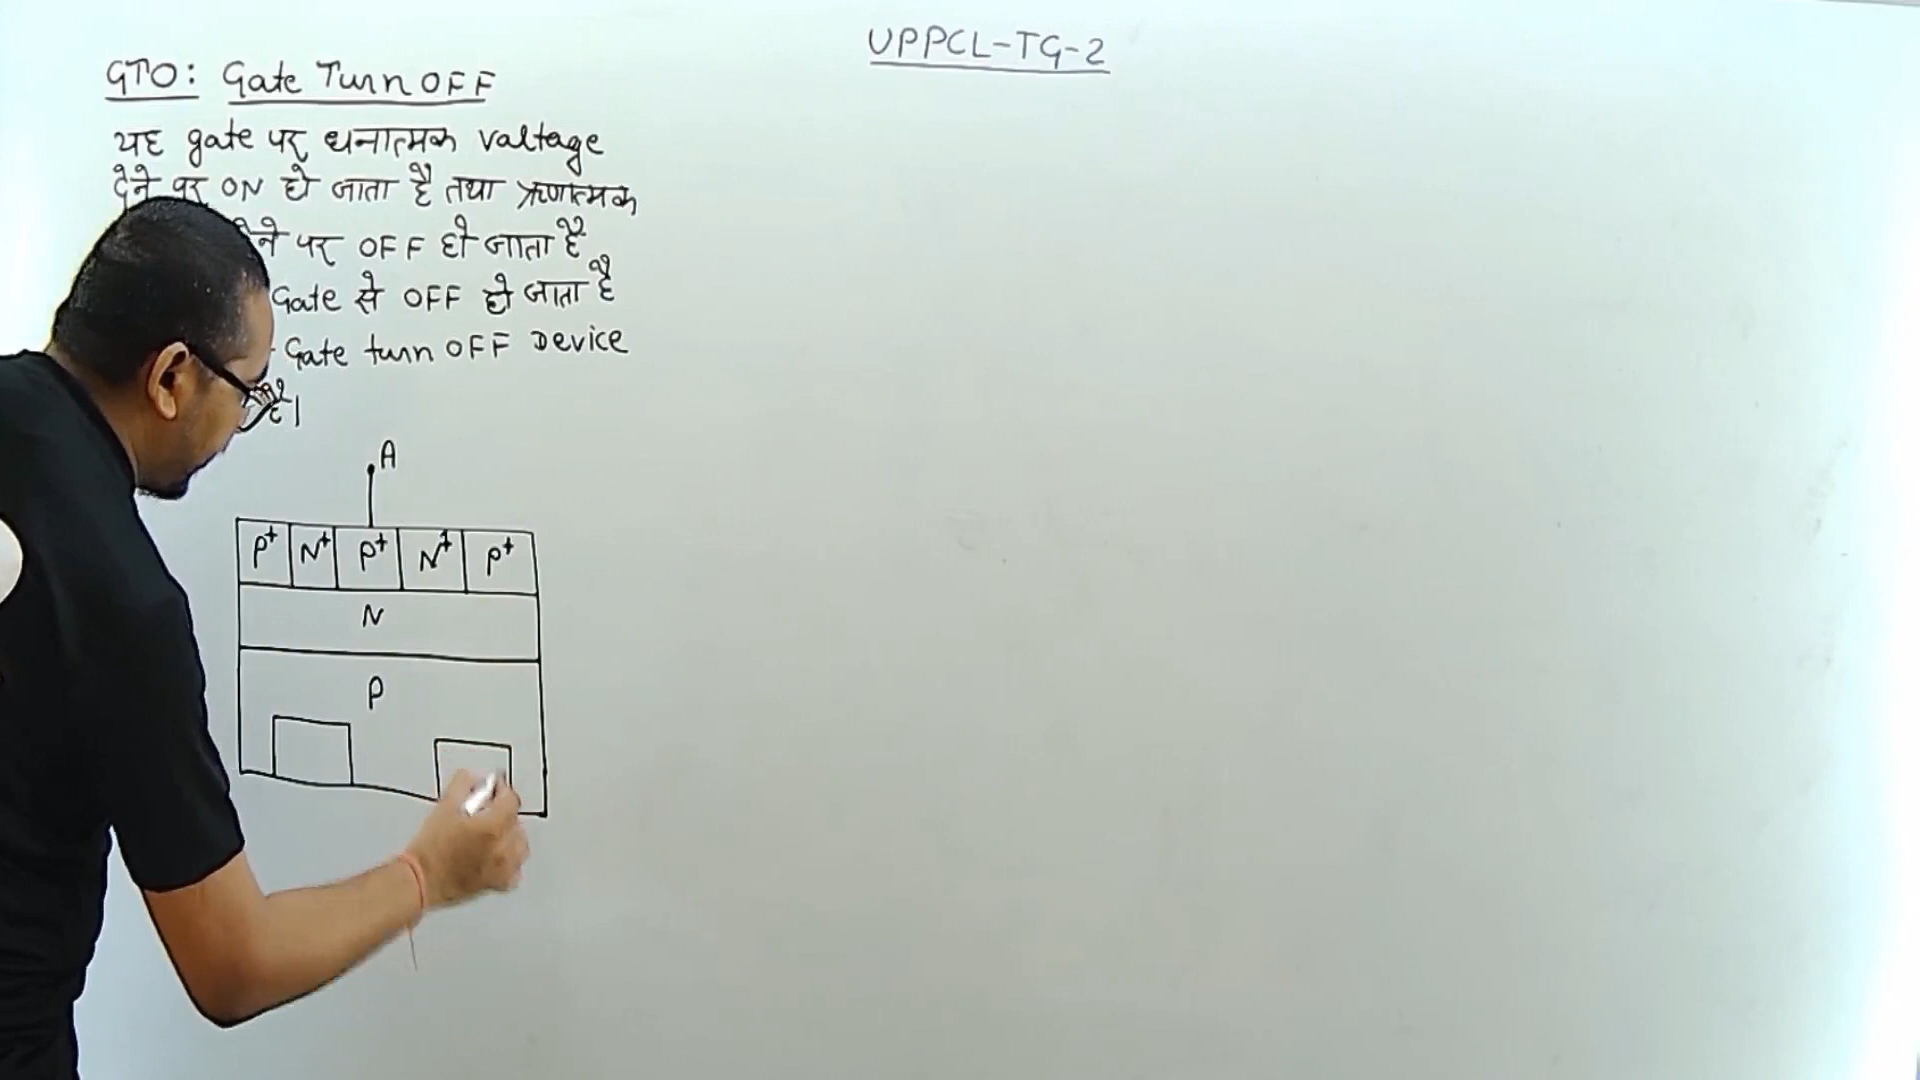 UPPCL-TG-2
GTO: Gate Turn OFF
यह gate पर धनात्मक valtage
देने पर ON हो जाता है तथा ऋणात्मक
देने पर OFF हो जाता है
Gate से OFF हो जाता है
Gate turn OFF Device
है।
A
P+ N+ P+ N+ P+
N
P